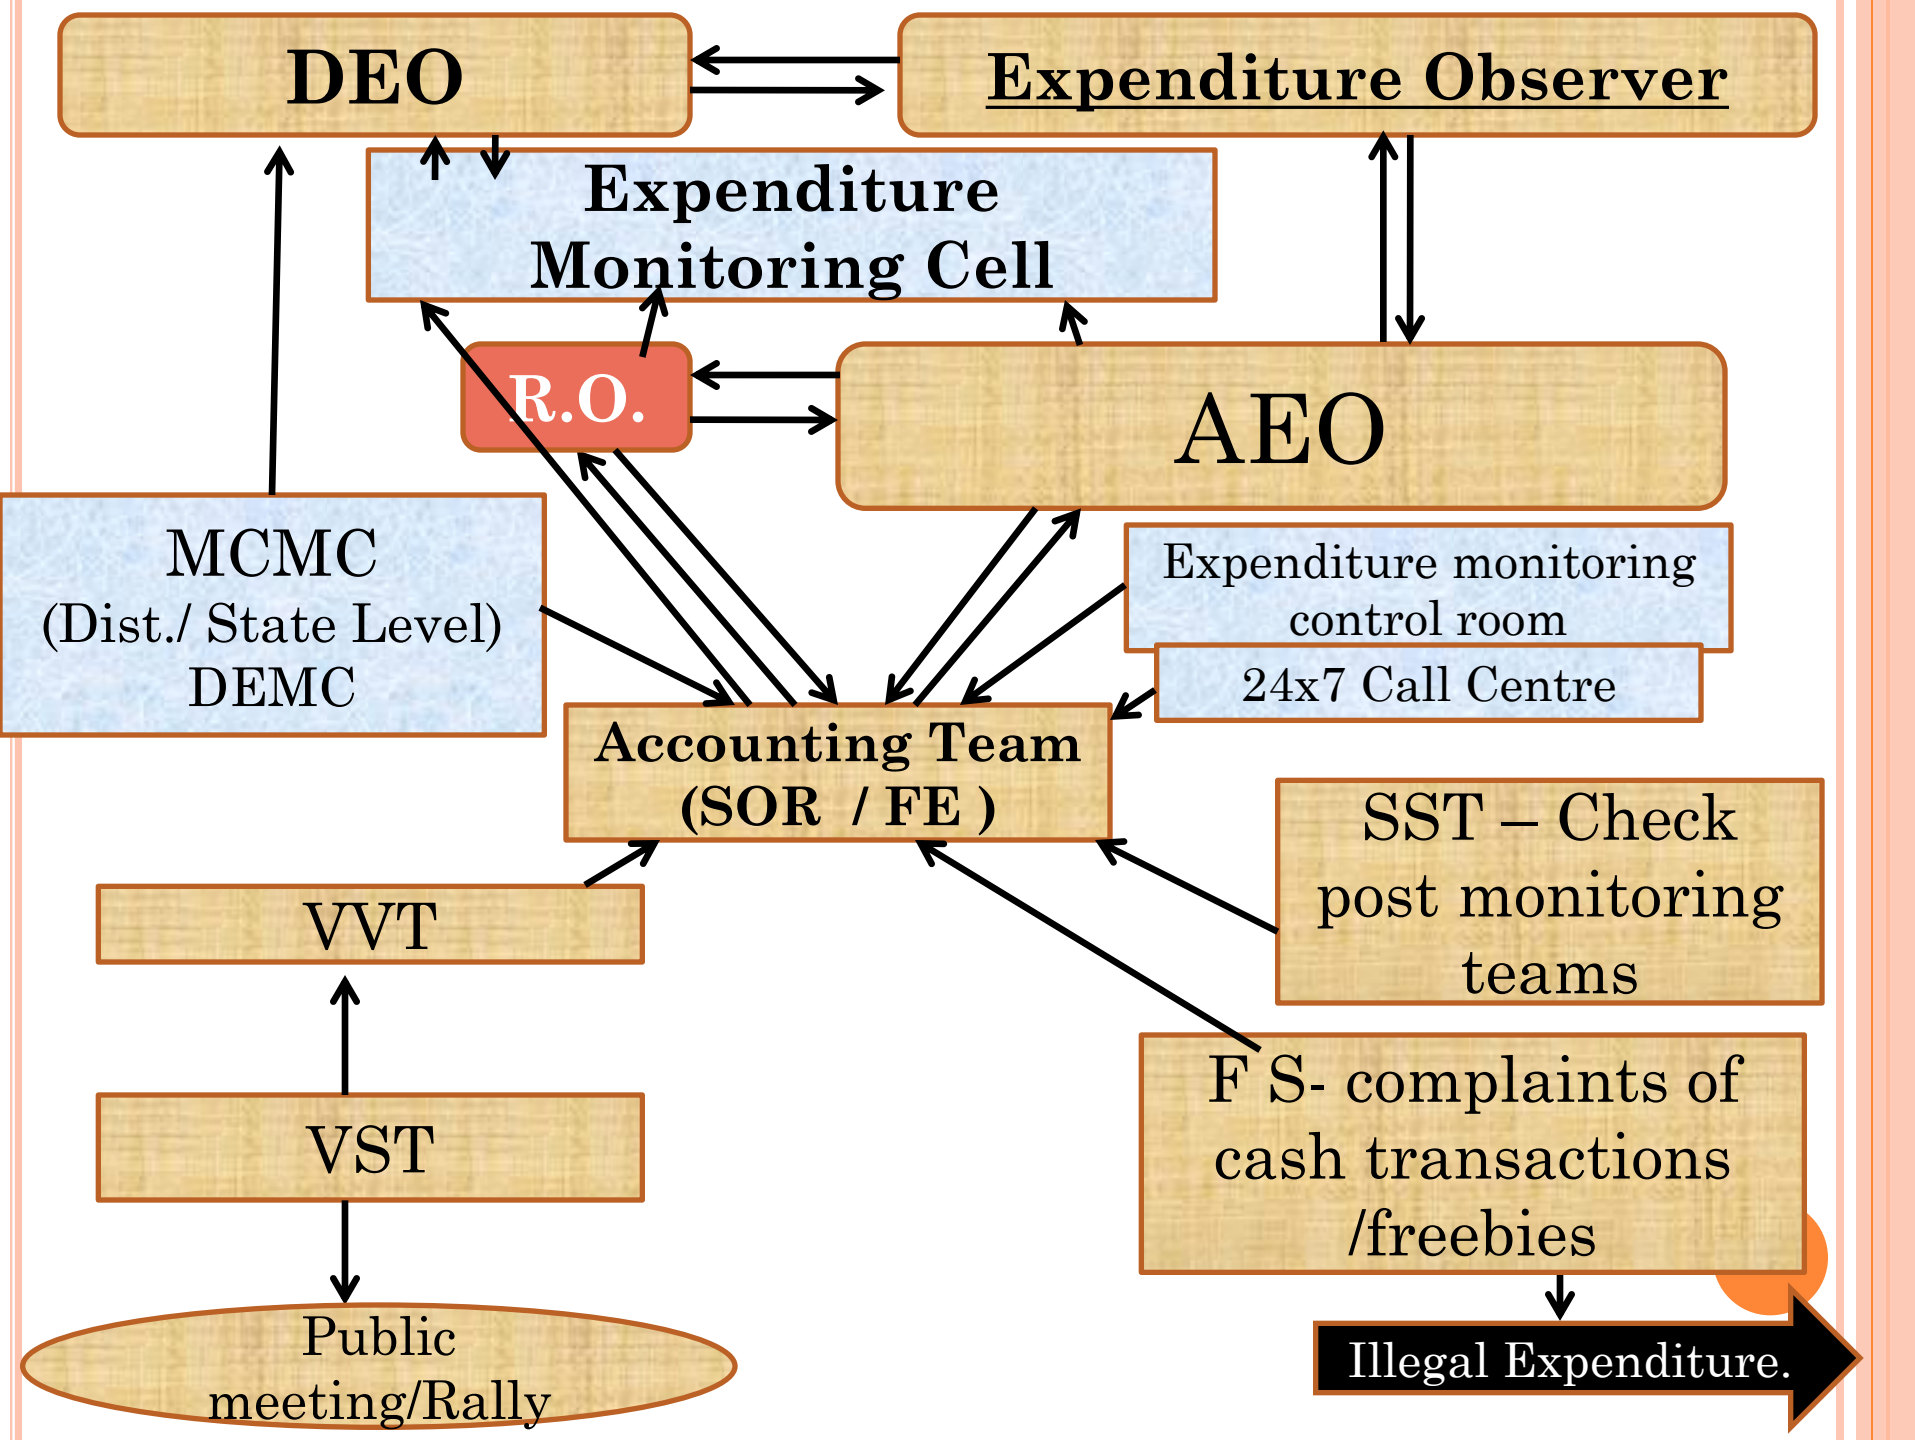 DEO
Expenditure Observer
Expenditure
Monitoring Cell
R.O.
AEO
MCMC
(Dist./ State Level)
DEMC
Expenditure monitoring
control room
24x7 Call Centre
Accounting Team
(SOR / FE )
SST – Check
post monitoring
teams
VVT
VST
F S- complaints of
cash transactions
/freebies
Public
meeting/Rally
Illegal Expenditure.